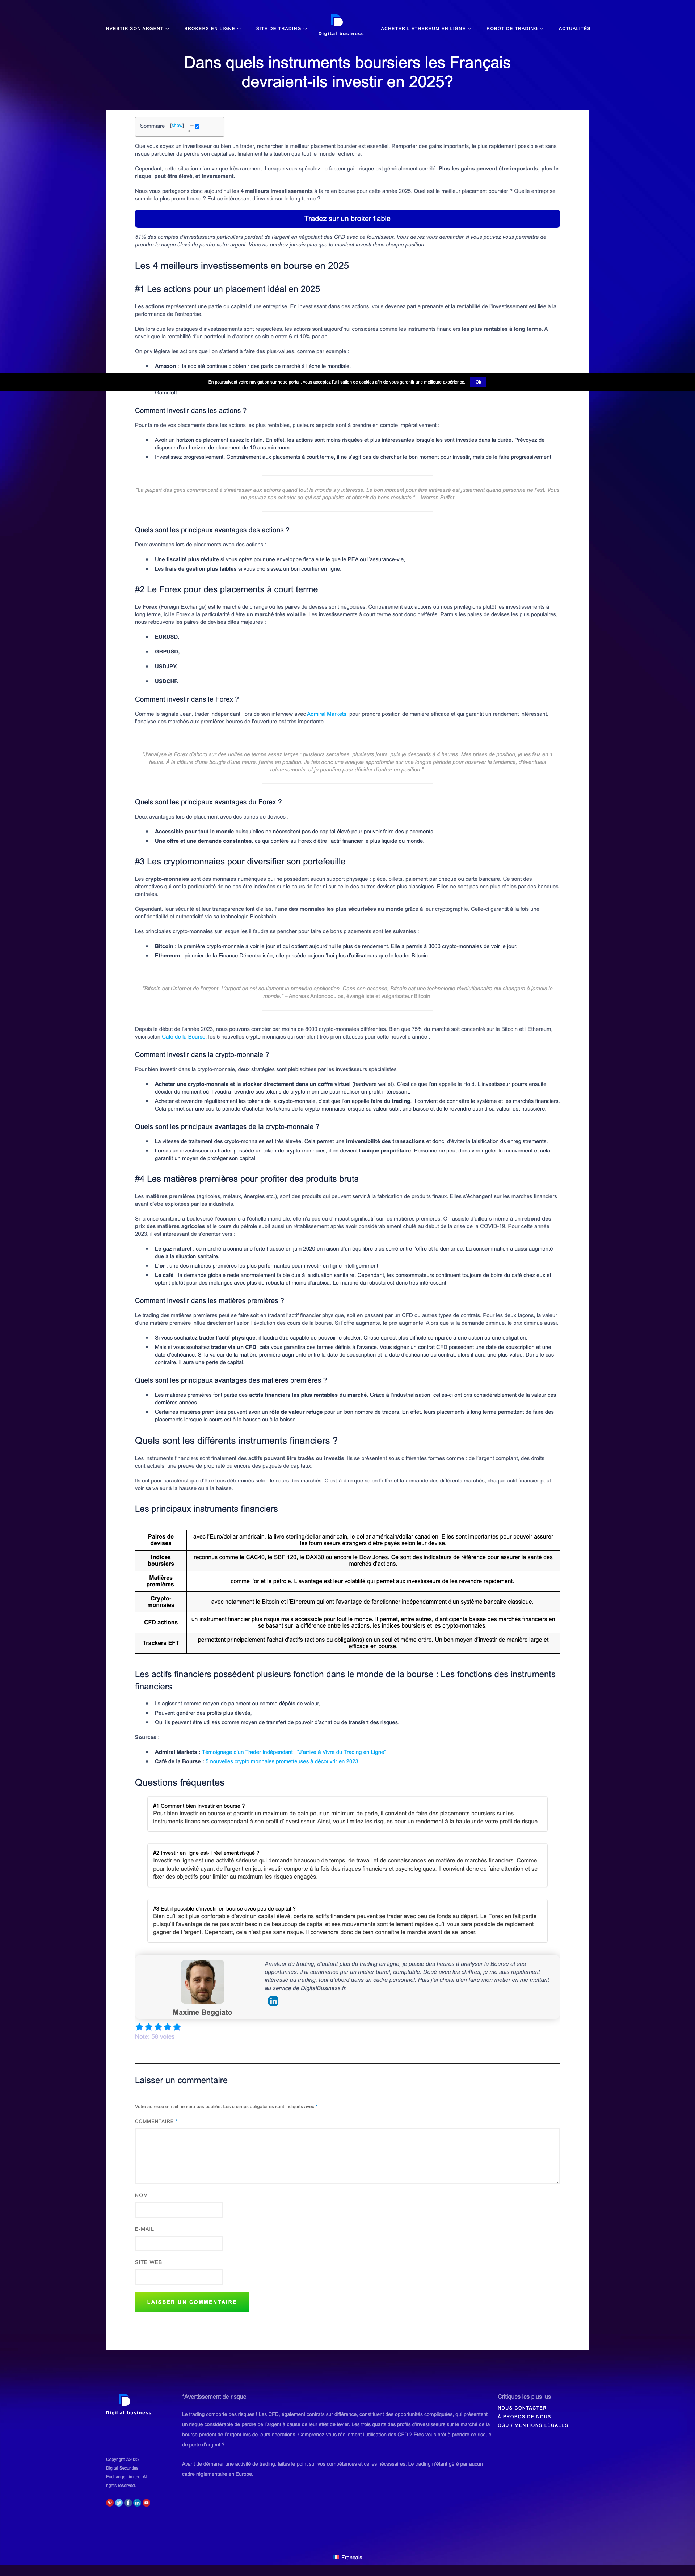 INVESTIR SON ARGENT
BROKERS EN LIGNE
SITE DE TRADING
Digital business
ACHETER L'ETHEREUM EN LIGNE
ROBOT DE TRADING
ACTUALITÉS
Dans quels instruments boursiers les Français
devraient-ils investir en 2025?
Sommaire [show]
Que vous soyez un investisseur ou bien un trader, rechercher le meilleur placement boursier est essentiel. Remporter des gains importants, le plus rapidement possible et sans
risque particulier de perdre son capital est finalement la situation que tout le monde recherche.
Cependant, cette situation n'arrive que très rarement. Lorsque vous spéculez, le facteur gain-risque est généralement corrélé. Plus les gains peuvent être importants, plus le
risque peut être élevé, et inversement.
Nous vous partageons donc aujourd'hui les 4 meilleurs investissements à faire en bourse pour cette année 2025. Quel est le meilleur placement boursier ? Quelle entreprise
semble la plus prometteuse ? Est-ce intéressant d'investir sur le long terme ?
Tradez sur un broker fiable
51% des comptes d'investisseurs particuliers perdent de l'argent en négociant des CFD avec ce fournisseur. Vous devez vous demander si vous pouvez vous permettre de
prendre le risque élevé de perdre votre argent. Vous ne perdrez jamais plus que le montant investi dans chaque position.
Les 4 meilleurs investissements en bourse en 2025
#1 Les actions pour un placement idéal en 2025
Les actions représentent une partie du capital d'une entreprise. En investissant dans des actions, vous devenez partie prenante et la rentabilité de l'investissement est liée à la
performance de l'entreprise.
Dès lors que les pratiques d'investissements sont respectées, les actions sont aujourd'hui considérés comme les instruments financiers les plus rentables à long terme. A
savoir que la rentabilité d'un portefeuille d'actions se situe entre 6 et 10% par an.
On privilégiera les actions que l'on s'attend à faire des plus-values, comme par exemple :
Amazon : la société continue d'obtenir des parts de marché à l'échelle mondiale.
En poursuivant votre navigation sur notre portail, vous acceptez l'utilisation de cookies afin de vous garantir une meilleure expérience. Ok
Gameloft.
Comment investir dans les actions ?
Pour faire de vos placements dans les actions les plus rentables, plusieurs aspects sont à prendre en compte impérativement :
Avoir un horizon de placement assez lointain. En effet, les actions sont moins risquées et plus intéressantes lorsqu'elles sont investies dans la durée. Prévoyez de
disposer d'un horizon de placement de 10 ans minimum.
Investissez progressivement. Contrairement aux placements à court terme, il ne s'agit pas de chercher le bon moment pour investir, mais de le faire progressivement.
"La plupart des gens commencent à s'intéresser aux actions quand tout le monde s'y intéresse. Le bon moment pour être intéressé est justement quand personne ne l'est. Vous
ne pouvez pas acheter ce qui est populaire et obtenir de bons résultats." – Warren Buffet
Quels sont les principaux avantages des actions ?
Deux avantages lors de placements avec des actions :
Une fiscalité plus réduite si vous optez pour une enveloppe fiscale telle que le PEA ou l'assurance-vie,
Les frais de gestion plus faibles si vous choisissez un bon courtier en ligne.
#2 Le Forex pour des placements à court terme
Le Forex (Foreign Exchange) est le marché de change où les paires de devises sont négociées. Contrairement aux actions où nous privilégions plutôt les investissements à
long terme, ici le Forex a la particularité d'être un marché très volatile. Les investissements à court terme sont donc préférés. Parmis les paires de devises les plus populaires,
nous retrouvons les paires de devises dites majeures :
EURUSD,
GBPUSD,
USDJPY,
USDCHF.
Comment investir dans le Forex ?
Comme le signale Jean, trader indépendant, lors de son interview avec Admiral Markets, pour prendre position de manière efficace et qui garantit un rendement intéressant,
l'analyse des marchés aux premières heures de l'ouverture est très importante.
"J'analyse le Forex d'abord sur des unités de temps assez larges : plusieurs semaines, plusieurs jours, puis je descends à 4 heures. Mes prises de position, je les fais en 1
heure. À la clôture d'une bougie d'une heure, j'entre en position. Je fais donc une analyse approfondie sur une longue période pour observer la tendance, d'éventuels
retournements, et je peaufine pour décider d'entrer en position."
Quels sont les principaux avantages du Forex ?
Deux avantages lors de placement avec des paires de devises :
Accessible pour tout le monde puisqu'elles ne nécessitent pas de capital élevé pour pouvoir faire des placements,
Une offre et une demande constantes, ce qui confère au Forex d'être l'actif financier le plus liquide du monde.
#3 Les cryptomonnaies pour diversifier son portefeuille
Les crypto-monnaies sont des monnaies numériques qui ne possèdent aucun support physique : pièce, billets, paiement par chèque ou carte bancaire. Ce sont des
alternatives qui ont la particularité de ne pas être indexées sur le cours de l'or ni sur celle des autres devises plus classiques. Elles ne sont pas non plus régies par des banques
centrales.
Cependant, leur sécurité et leur transparence font d'elles, l'une des monnaies les plus sécurisées au monde grâce à leur cryptographie. Celle-ci garantit à la fois une
confidentialité et authenticité via sa technologie Blockchain.
Les principales crypto-monnaies sur lesquelles il faudra se pencher pour faire de bons placements sont les suivantes :
Bitcoin : la première crypto-monnaie à voir le jour et qui obtient aujourd'hui le plus de rendement. Elle a permis à 3000 crypto-monnaies de voir le jour.
Ethereum : pionnier de la Finance Décentralisée, elle possède aujourd'hui plus d'utilisateurs que le leader Bitcoin.
"Bitcoin est l'internet de l'argent. L'argent en est seulement la première application. Dans son essence, Bitcoin est une technologie révolutionnaire qui changera à jamais le
monde." – Andreas Antonopoulos, évangéliste et vulgarisateur Bitcoin.
Depuis le début de l'année 2023, nous pouvons compter par moins de 8000 crypto-monnaies différentes. Bien que 75% du marché soit concentré sur le Bitcoin et l'Ethereum,
voici selon Café de la Bourse, les 5 nouvelles crypto-monnaies qui semblent très prometteuses pour cette nouvelle année :
Comment investir dans la crypto-monnaie ?
Pour bien investir dans la crypto-monnaie, deux stratégies sont plébiscitées par les investisseurs spécialistes :
Acheter une crypto-monnaie et la stocker directement dans un coffre virtuel (hardware wallet). C'est ce que l'on appelle le Hold. L'investisseur pourra ensuite
décider du moment où il voudra revendre ses tokens de crypto-monnaie pour réaliser un profit intéressant.
Acheter et revendre régulièrement les tokens de la crypto-monnaie, c'est que l'on appelle faire du trading. Il convient de connaître le système et les marchés financiers.
Cela permet sur une courte période d'acheter les tokens de la crypto-monnaies lorsque sa valeur subit une baisse et de le revendre quand sa valeur est haussière.
Quels sont les principaux avantages de la crypto-monnaie ?
La vitesse de traitement des crypto-monnaies est très élevée. Cela permet une irréversibilité des transactions et donc, d'éviter la falsification ds enregistrements.
Lorsqu'un investisseur ou trader possède un token de crypto-monnaies, il en devient l'unique propriétaire. Personne ne peut donc venir geler le mouvement et cela
garantit un moyen de protéger son capital.
#4 Les matières premières pour profiter des produits bruts
Les matières premières (agricoles, métaux, énergies etc.), sont des produits qui peuvent servir à la fabrication de produits finaux. Elles s'échangent sur les marchés financiers
avant d'être exploitées par les industriels.
Si la crise sanitaire a bouleversé l'économie à l'échelle mondiale, elle n'a pas eu d'impact significatif sur les matières premières. On assiste d'ailleurs même à un rebond des
prix des matières agricoles et le cours du pétrole subit aussi un rétablissement après avoir considérablement chuté au début de la crise de la COVID-19. Pour cette année
2023, il est intéressant de s'orienter vers :
Le gaz naturel : ce marché a connu une forte hausse en juin 2020 en raison d'un équilibre plus serré entre l'offre et la demande. La consommation a aussi augmenté
due à la situation sanitaire.
L'or : une des matières premières les plus performantes pour investir en ligne intelligemment.
Le café : la demande globale reste anormalement faible due à la situation sanitaire. Cependant, les consommateurs continuent toujours de boire du café chez eux et
optent plutôt pour des mélanges avec plus de robusta et moins d'arabica. Le marché du robusta est donc très intéressant.
Comment investir dans les matières premières ?
Le trading des matières premières peut se faire soit en tradant l'actif financier physique, soit en passant par un CFD ou autres types de contrats. Pour les deux façons, la valeur
d'une matière première influe directement selon l'évolution des cours de la bourse. Si l'offre augmente, le prix augmente. Alors que si la demande diminue, le prix diminue aussi.
Si vous souhaitez trader l'actif physique, il faudra être capable de pouvoir le stocker. Chose qui est plus difficile comparée à une action ou une obligation.
Mais si vous souhaitez trader via un CFD, cela vous garantira des termes définis à l'avance. Vous signez un contrat CFD possédant une date de souscription et une
date d'échéance. Si la valeur de la matière première augmente entre la date de souscription et la date d'échéance du contrat, alors il aura une plus-value. Dans le cas
contraire, il aura une perte de capital.
Quels sont les principaux avantages des matières premières ?
Les matières premières font partie des actifs financiers les plus rentables du marché. Grâce à l'industrialisation, celles-ci ont pris considérablement de la valeur ces
dernières années.
Certaines matières premières peuvent avoir un rôle de valeur refuge pour un bon nombre de traders. En effet, leurs placements à long terme permettant de faire des
placements lorsque le cours est à la hausse ou à la baisse.
Quels sont les différents instruments financiers ?
Les instruments financiers sont finalement des actifs pouvant être tradés ou investis. Ils se présentent sous différentes formes comme : de l'argent comptant, des droits
contractuels, une preuve de propriété ou encore des paquets de capitaux.
Ils ont pour caractéristique d'être tous déterminés selon le cours des marchés. C'est-à-dire que selon l'offre et la demande des différents marchés, chaque actif financier peut
voir sa valeur à la hausse ou à la baisse.
Les principaux instruments financiers
Paires de
devises
avec l'Euro/dollar américain, la livre sterling/dollar américain, le dollar américain/dollar canadien. Elles sont importantes pour pouvoir assurer
les fournisseurs étrangers d'être payés selon leur devise.
Indices
boursiers
reconnus comme le CAC40, le SBF 120, le DAX30 ou encore le Dow Jones. Ce sont des indicateurs de référence pour assurer la santé des
marchés d'actions.
Matières
premières
comme l'or et le pétrole. L'avantage est leur volatilité qui permet aux investisseurs de les revendre rapidement.
Crypto-
monnaies
avec notamment le Bitcoin et l'Ethereum qui ont l'avantage de fonctionner indépendamment d'un système bancaire classique.
CFD actions
un instrument financier plus risqué mais accessible pour tout le monde. Il permet, entre autres, d'anticiper la baisse des marchés financiers en
se basant sur la différence entre les actions, les indices boursiers et les crypto-monnaies.
Trackers EFT
permettent principalement l'achat d'actifs (actions ou obligations) en un seul et même ordre. Un bon moyen d'investir de manière large et
efficace en bourse.
Les actifs financiers possèdent plusieurs fonction dans le monde de la bourse : Les fonctions des instruments
financiers
Ils agissent comme moyen de paiement ou comme dépôts de valeur,
Peuvent générer des profits plus élevés,
Ou, ils peuvent être utilisés comme moyen de transfert de pouvoir d'achat ou de transfert des risques.
Sources :
Admiral Markets : Témoignage d'un Trader Indépendant : "J'arrive à Vivre du Trading en Ligne"
Café de la Bourse : 5 nouvelles crypto monnaies prometteuses à découvrir en 2023
Questions fréquentes
#1 Comment bien investir en bourse ?
Pour bien investir en bourse et garantir un maximum de gain pour un minimum de perte, il convient de faire des placements boursiers sur les
instruments financiers correspondant à son profil d'investisseur. Ainsi, vous limitez les risques pour un rendement à la hauteur de votre profil de risque.
#2 Investir en ligne est-il réellement risqué ?
Investir en ligne est une activité sérieuse qui demande beaucoup de temps, de travail et de connaissances en matière de marchés financiers. Comme
pour toute activité ayant de l'argent en jeu, investir comporte à la fois des risques financiers et psychologiques. Il convient donc de faire attention et se
fixer des objectifs pour limiter au maximum les risques engagés.
#3 Est-il possible d'investir en bourse avec peu de capital ?
Bien qu'il soit plus confortable d'avoir un capital élevé, certains actifs financiers peuvent se trader avec peu de fonds au départ. Le Forex en fait partie
puisqu'il l'avantage de ne pas avoir besoin de beaucoup de capital et ses mouvements sont tellement rapides qu'il vous sera possible de rapidement
gagner de l 'argent. Cependant, cela n'est pas sans risque. Il conviendra donc de bien connaître le marché avant de se lancer.
Maxime Beggiato
Amateur du trading, d'autant plus du trading en ligne, je passe des heures à analyser la Bourse et ses
opportunités. J'ai commencé par un métier banal, comptable. Doué avec les chiffres, je me suis rapidement
intéressé au trading, tout d'abord dans un cadre personnel. Puis j'ai choisi d'en faire mon métier en me mettant
au service de DigitalBusiness.fr.
Note: 58 votes
Laisser un commentaire
Votre adresse e-mail ne sera pas publiée. Les champs obligatoires sont indiqués avec *
COMMENTAIRE *
NOM
E-MAIL
SITE WEB
LAISSER UN COMMENTAIRE
Digital business
Copyright ©2025
Digital Securities
Exchange Limited. All
rights reserved.
*Avertissement de risque
Le trading comporte des risques ! Les CFD, également contrats sur différence, constituent des opportunités compliquées, qui présentent
un risque considérable de perdre de l'argent à cause de leur effet de levier. Les trois quarts des profils d'investisseurs sur le marché de la
bourse perdent de l'argent lors de leurs opérations. Comprenez-vous réellement l'utilisation des CFD ? Êtes-vous prêt à prendre ce risque
de perte d'argent ?
Avant de démarrer une activité de trading, faites le point sur vos compétences et celles nécessaires. Le trading n'étant géré par aucun
cadre réglementaire en Europe.
Critiques les plus lus
NOUS CONTACTER
À PROPOS DE NOUS
CGU / MENTIONS LÉGALES
Français